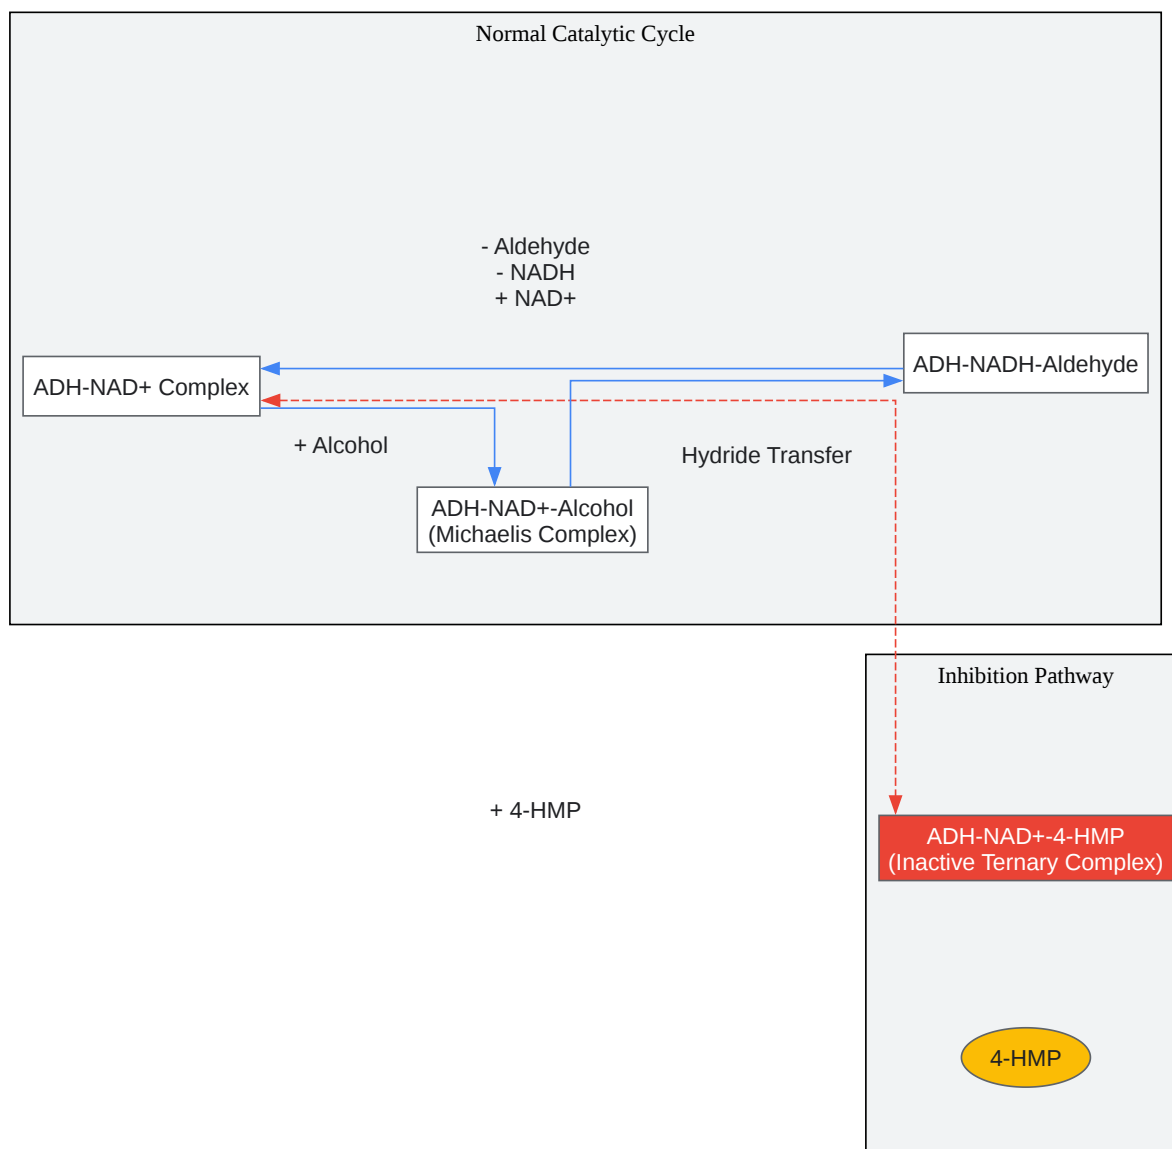 Normal Catalytic Cycle
- Aldehyde
- NADH
+ NAD+
ADH-NADH-Aldehyde
ADH-NAD+ Complex
+ Alcohol
Hydride Transfer
ADH-NAD+-Alcohol
(Michaelis Complex)
Inhibition Pathway
+ 4-HMP
ADH-NAD+-4-HMP
(Inactive Ternary Complex)
4-HMP